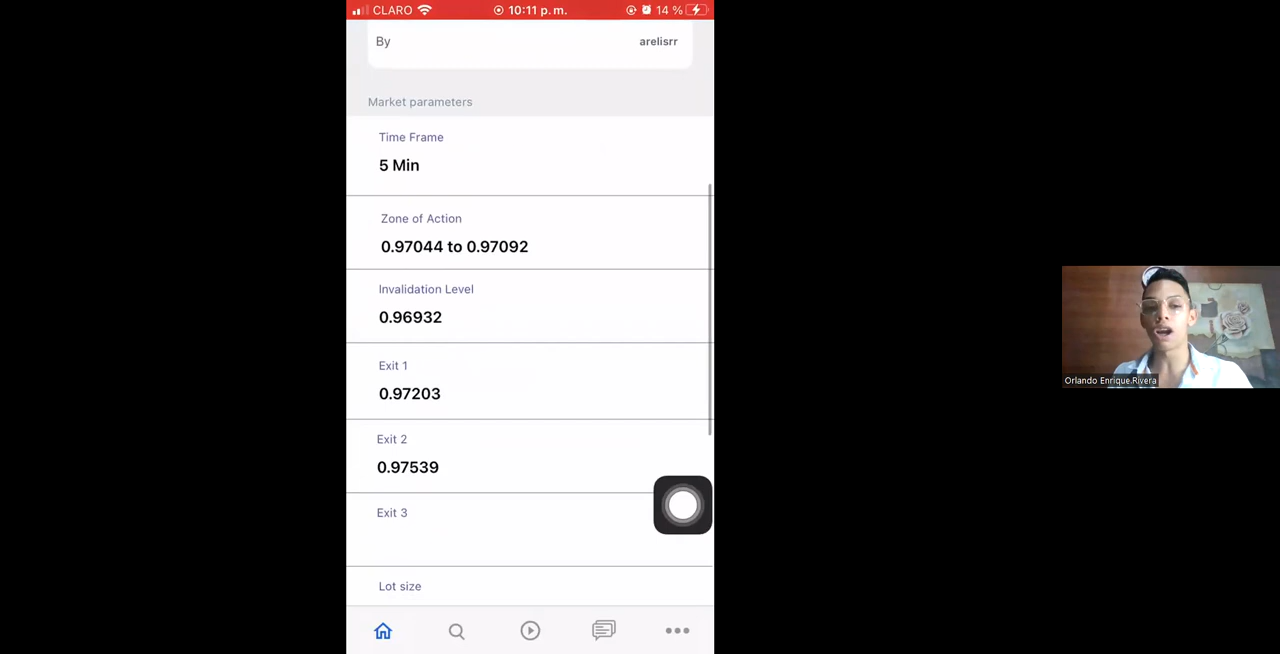 CLARO
10:11 p. m.
14 %
By
arelisrr
Market parameters
Time Frame
5 Min
Zone of Action
0.97044 to 0.97092
Invalidation Level
0.96932
Exit 1
0.97203
Exit 2
0.97539
Exit 3
Lot size
Orlando Enrique.Rivera